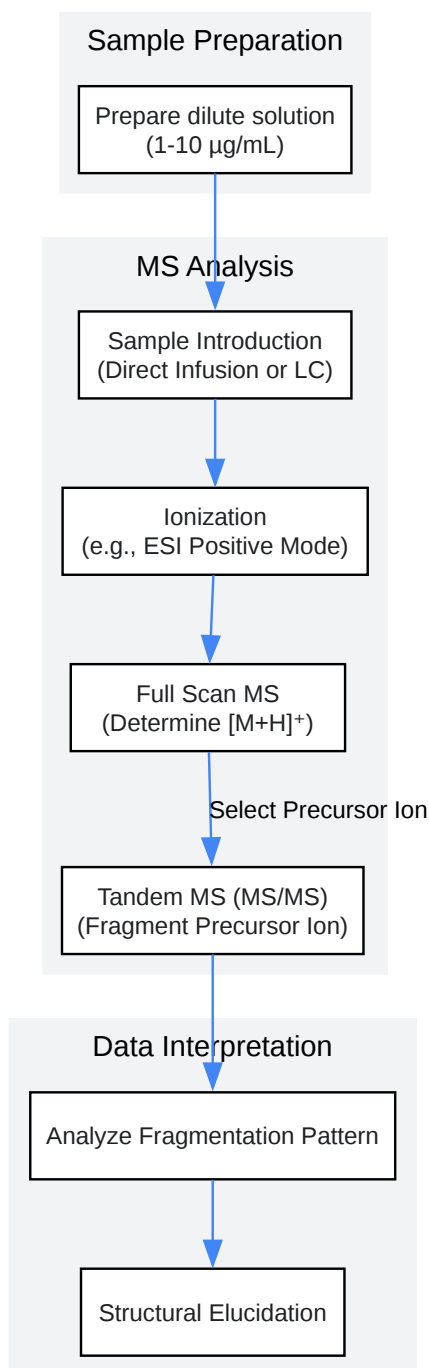 Sample Preparation
Prepare dilute solution
(1-10 µg/mL)
MS Analysis
Sample Introduction
(Direct Infusion or LC)
Ionization
(e.g., ESI Positive Mode)
Full Scan MS
(Determine [M+H]⁺)
Select Precursor Ion
Tandem MS (MS/MS)
(Fragment Precursor Ion)
Data Interpretation
Analyze Fragmentation Pattern
Structural Elucidation